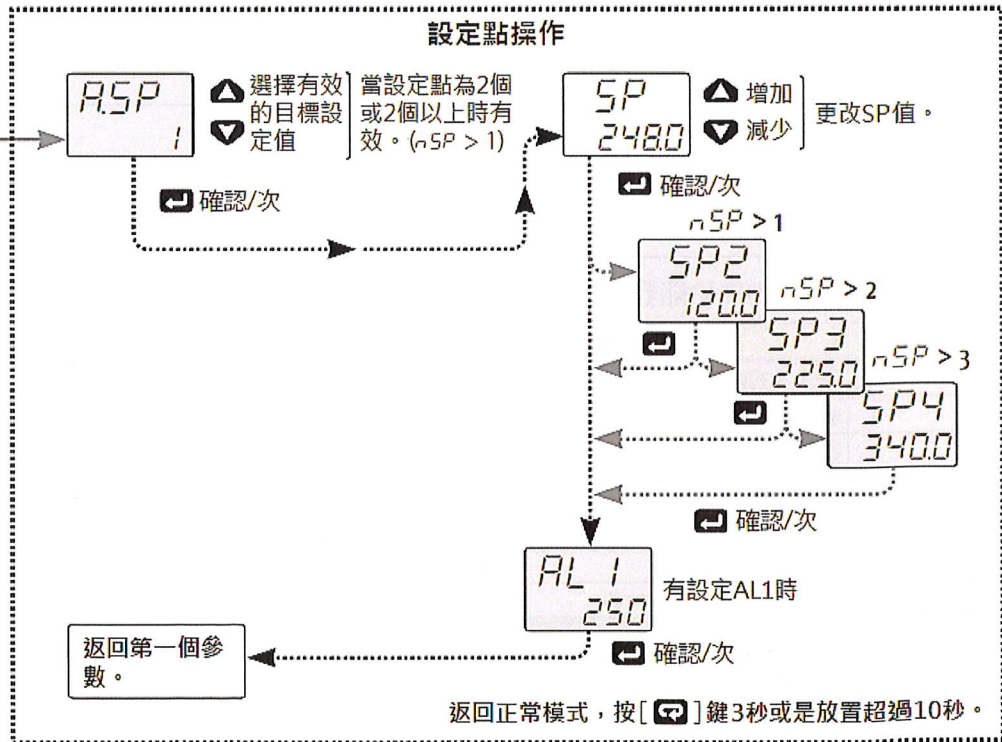 設定點操作
A.SP
1
選擇有效
的目標設
定值
當設定點為2個
或2個以上時有
效。(nSP > 1)
確認/次
SP
248.0
增加
減少
更改SP值。
確認/次
nSP > 1
SP2
120.0
nSP > 2
SP3
225.0
nSP > 3
SP4
340.0
確認/次
AL1
250
有設定AL1時
確認/次
返回第一個參
數。
返回正常模式,按[ ]鍵3秒或是放置超過10秒。